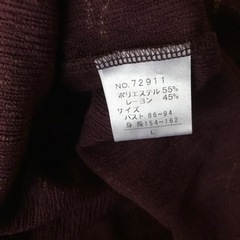 NO.72911
ポリエステル 55%
レーヨン 45%
サイズ
バスト 86~94
身長 154~162
L